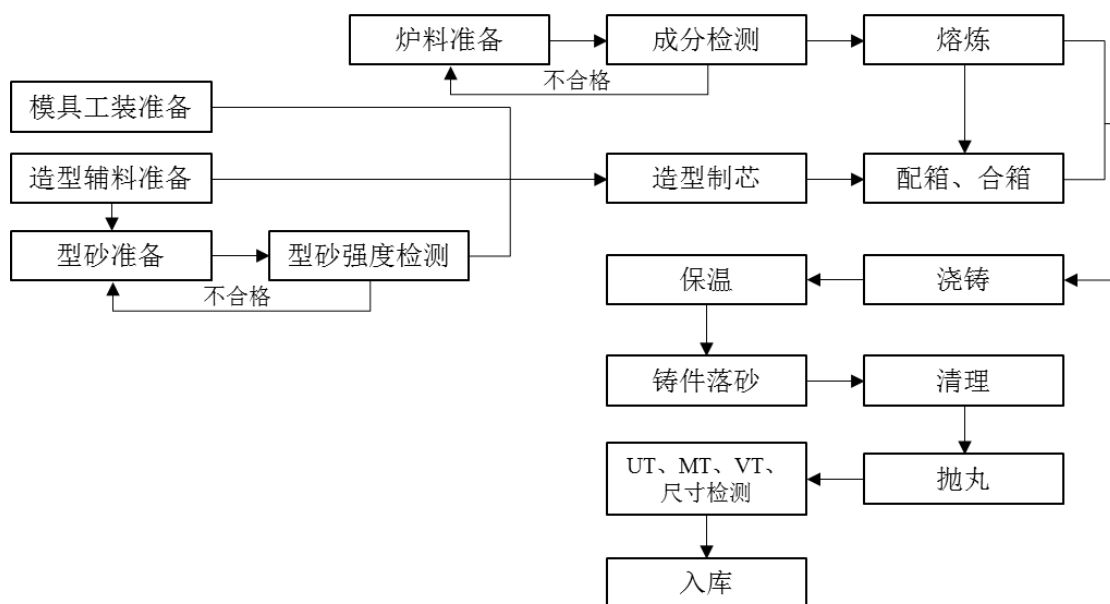 炉料准备
成分检测
熔炼
不合格
模具工装准备
造型辅料准备
造型制芯
配箱、合箱
型砂准备
型砂强度检测
不合格
保温
浇铸
铸件落砂
清理
UT、MT、VT、
尺寸检测
抛丸
入库